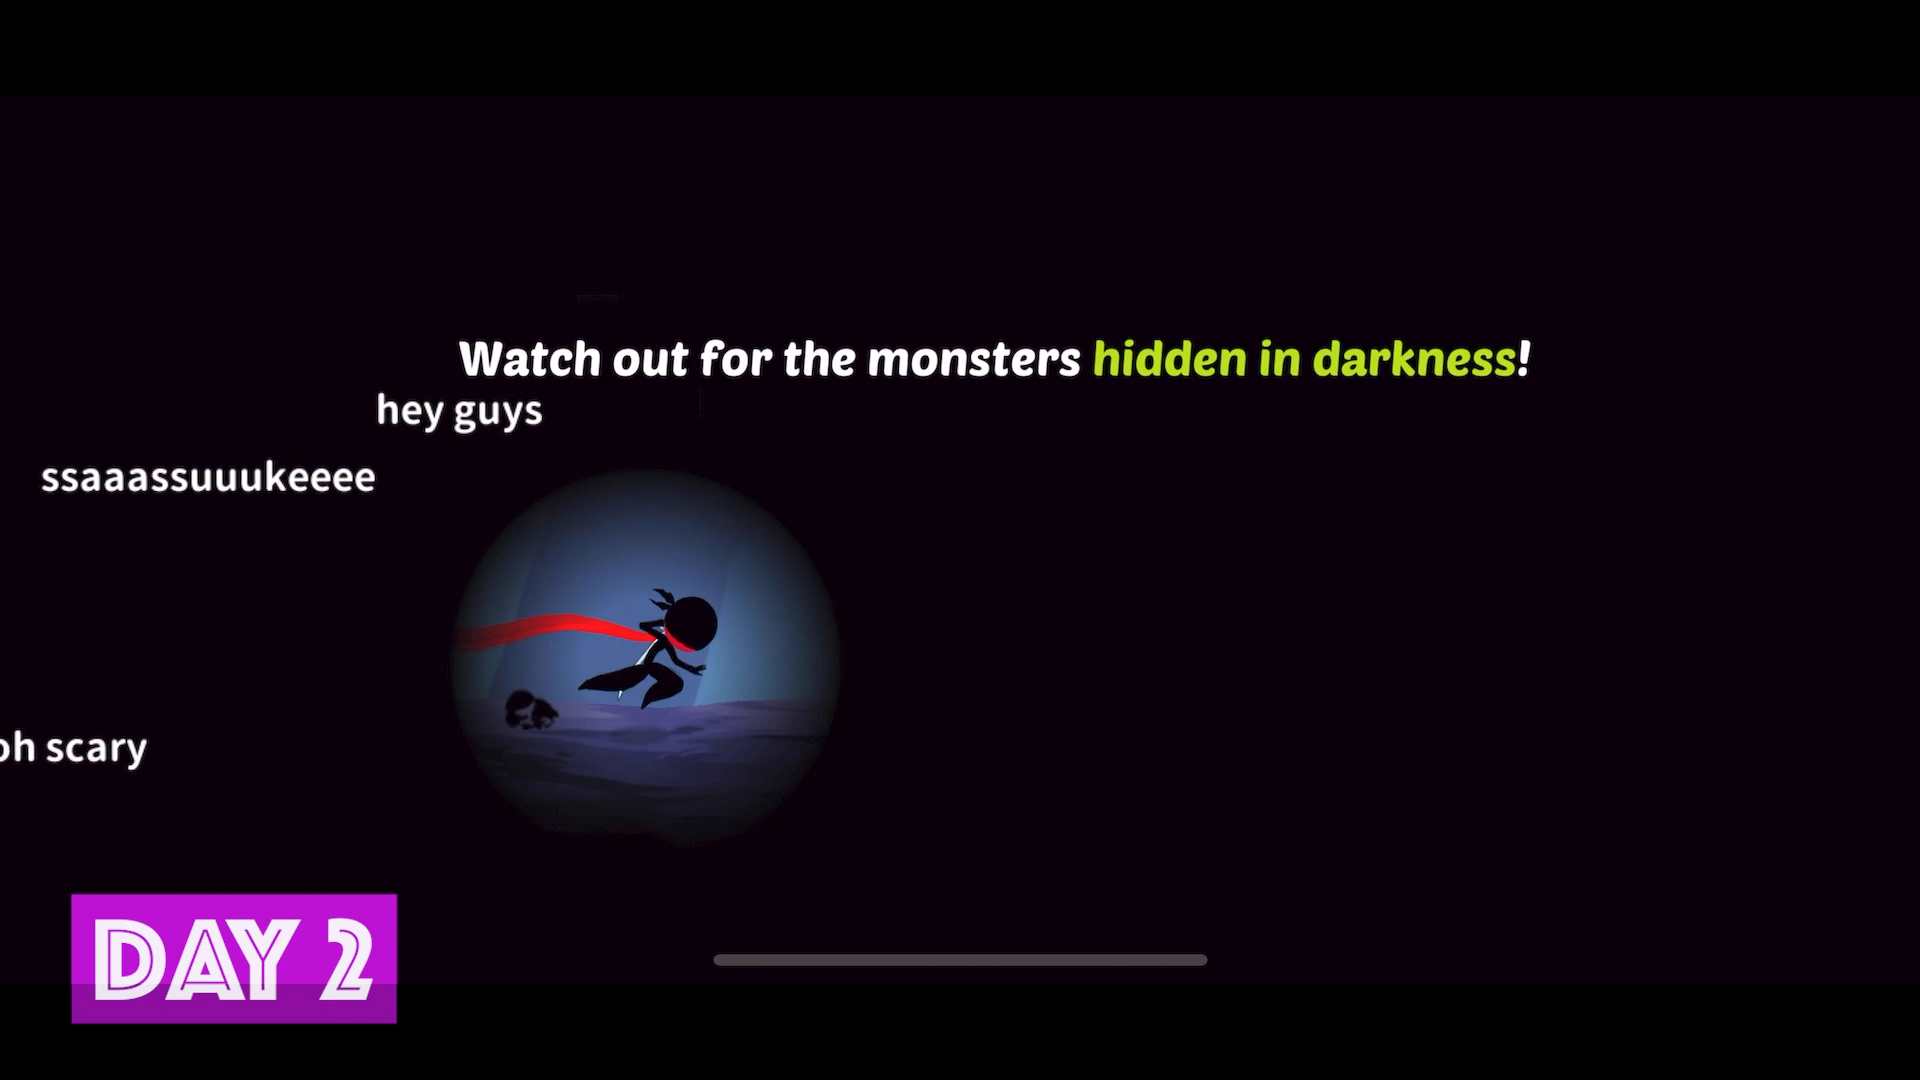 Watch out for the monsters hidden in darkness!
hey guys
ssaaassuuukeeee
oh scary
DAY 2